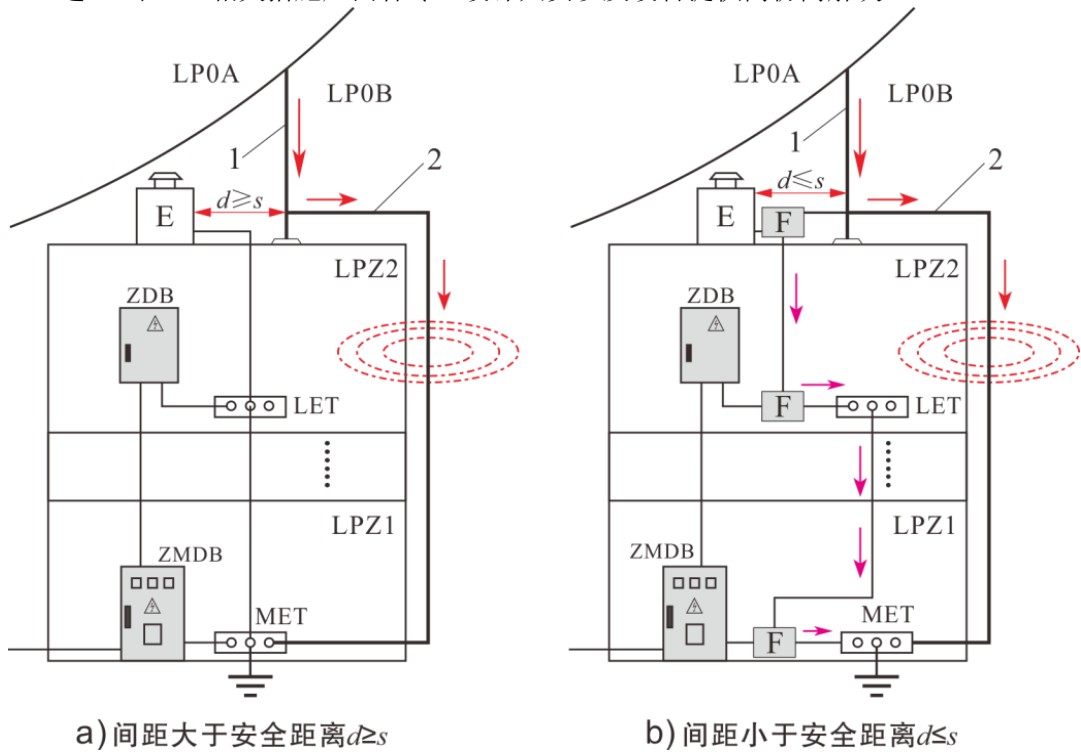 LP0A
LP0B
1
2
d≥s
E
LPZ2
ZDB
LET
LPZ1
ZMDB
MET
a) 间距大于安全距离d≥s
LP0A
LP0B
1
2
d≤s
E
F
LPZ2
ZDB
F
LET
LPZ1
ZMDB
F
MET
b) 间距小于安全距离d≤s